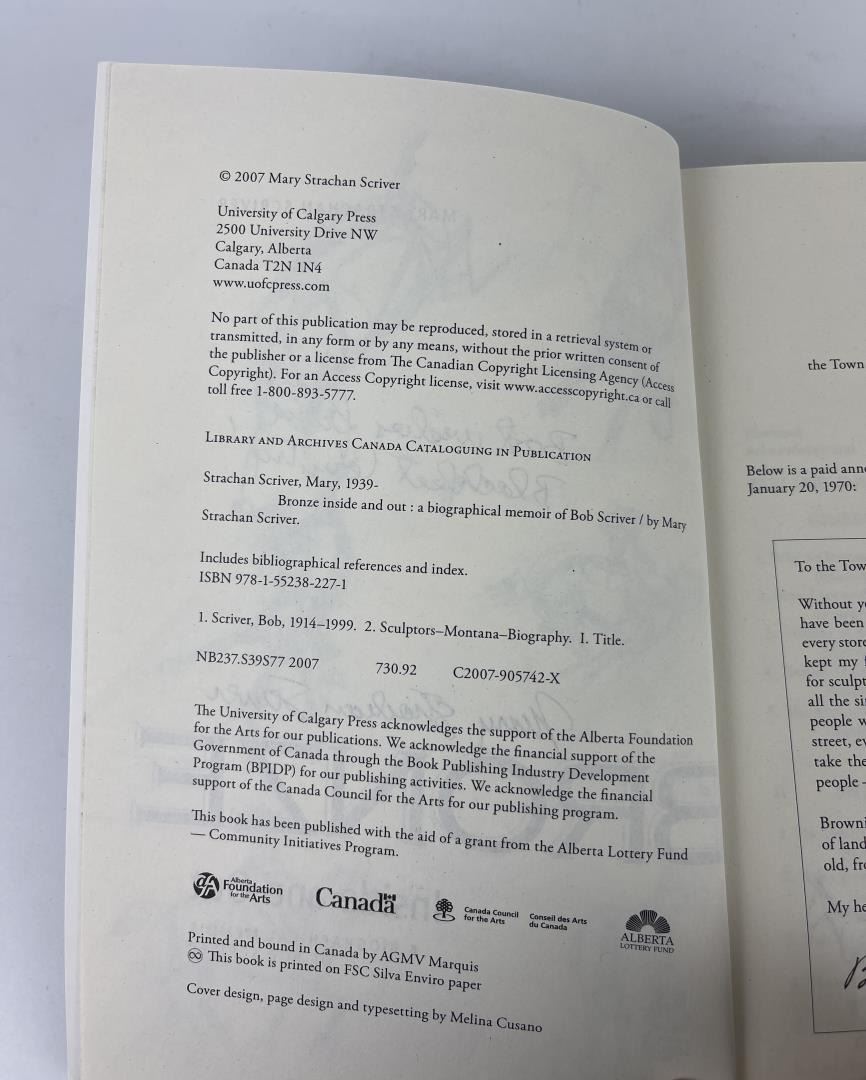 © 2007 Mary Strachan Scriver
University of Calgary Press
2500 University Drive NW
Calgary, Alberta
Canada T2N 1N4
www.uofcpress.com
No part of this publication may be reproduced, stored in a retrieval system or
transmitted, in any form or by any means, without the prior written consent of
the publisher or a license from The Canadian Copyright Licensing Agency (Access
Copyright). For an Access Copyright license, visit www.accesscopyright.ca or call
toll free 1-800-893-5777.
Library and Archives Canada Cataloguing in Publication
Strachan Scriver, Mary, 1939-
Bronze inside and out : a biographical memoir of Bob Scriver / by Mary
Strachan Scriver.
Includes bibliographical references and index.
ISBN 978-1-55238-227-1
1. Scriver, Bob, 1914–1999. 2. Sculptors–Montana–Biography. I. Title.
NB237.S39S77 2007 730.92 C2007-905742-X
The University of Calgary Press acknowledges the support of the Alberta Foundation
for the Arts for our publications. We acknowledge the financial support of the
Government of Canada through the Book Publishing Industry Development
Program (BPIDP) for our publishing activities. We acknowledge the financial
support of the Canada Council for the Arts for our publishing program.
This book has been published with the aid of a grant from the Alberta Lottery Fund
— Community Initiatives Program.
Alberta
Foundation
for the Arts
Canada
Canada Council
for the Arts
Conseil des Arts
du Canada
ALBERTA
LOTTERY FUND
Printed and bound in Canada by AGMV Marquis
This book is printed on FSC Silva Enviro paper
Cover design, page design and typesetting by Melina Cusano
the Town
Below is a paid anno
January 20, 1970:
To the Tow
Without yo
have been
every store
kept my f
for sculpt
all the si
people w
street, ev
take the
people –
Browni
of land
old, fr
My he